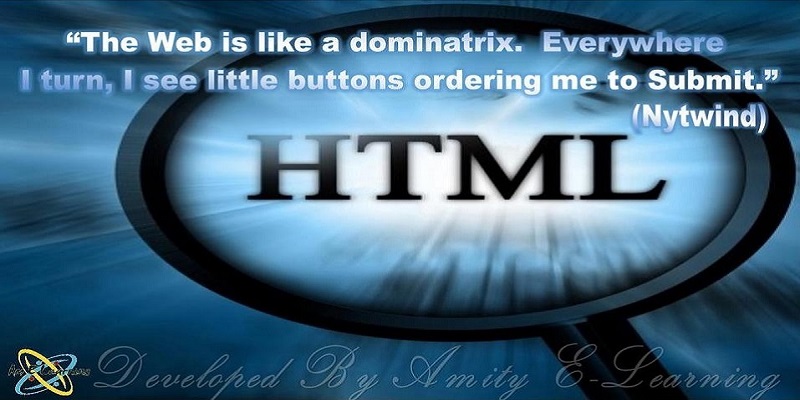 “The Web is like a dominatrix. Everywhere
I turn, I see little buttons ordering me to Submit.”
(Nytwind)
HTML
Developed By Amity E-Learning